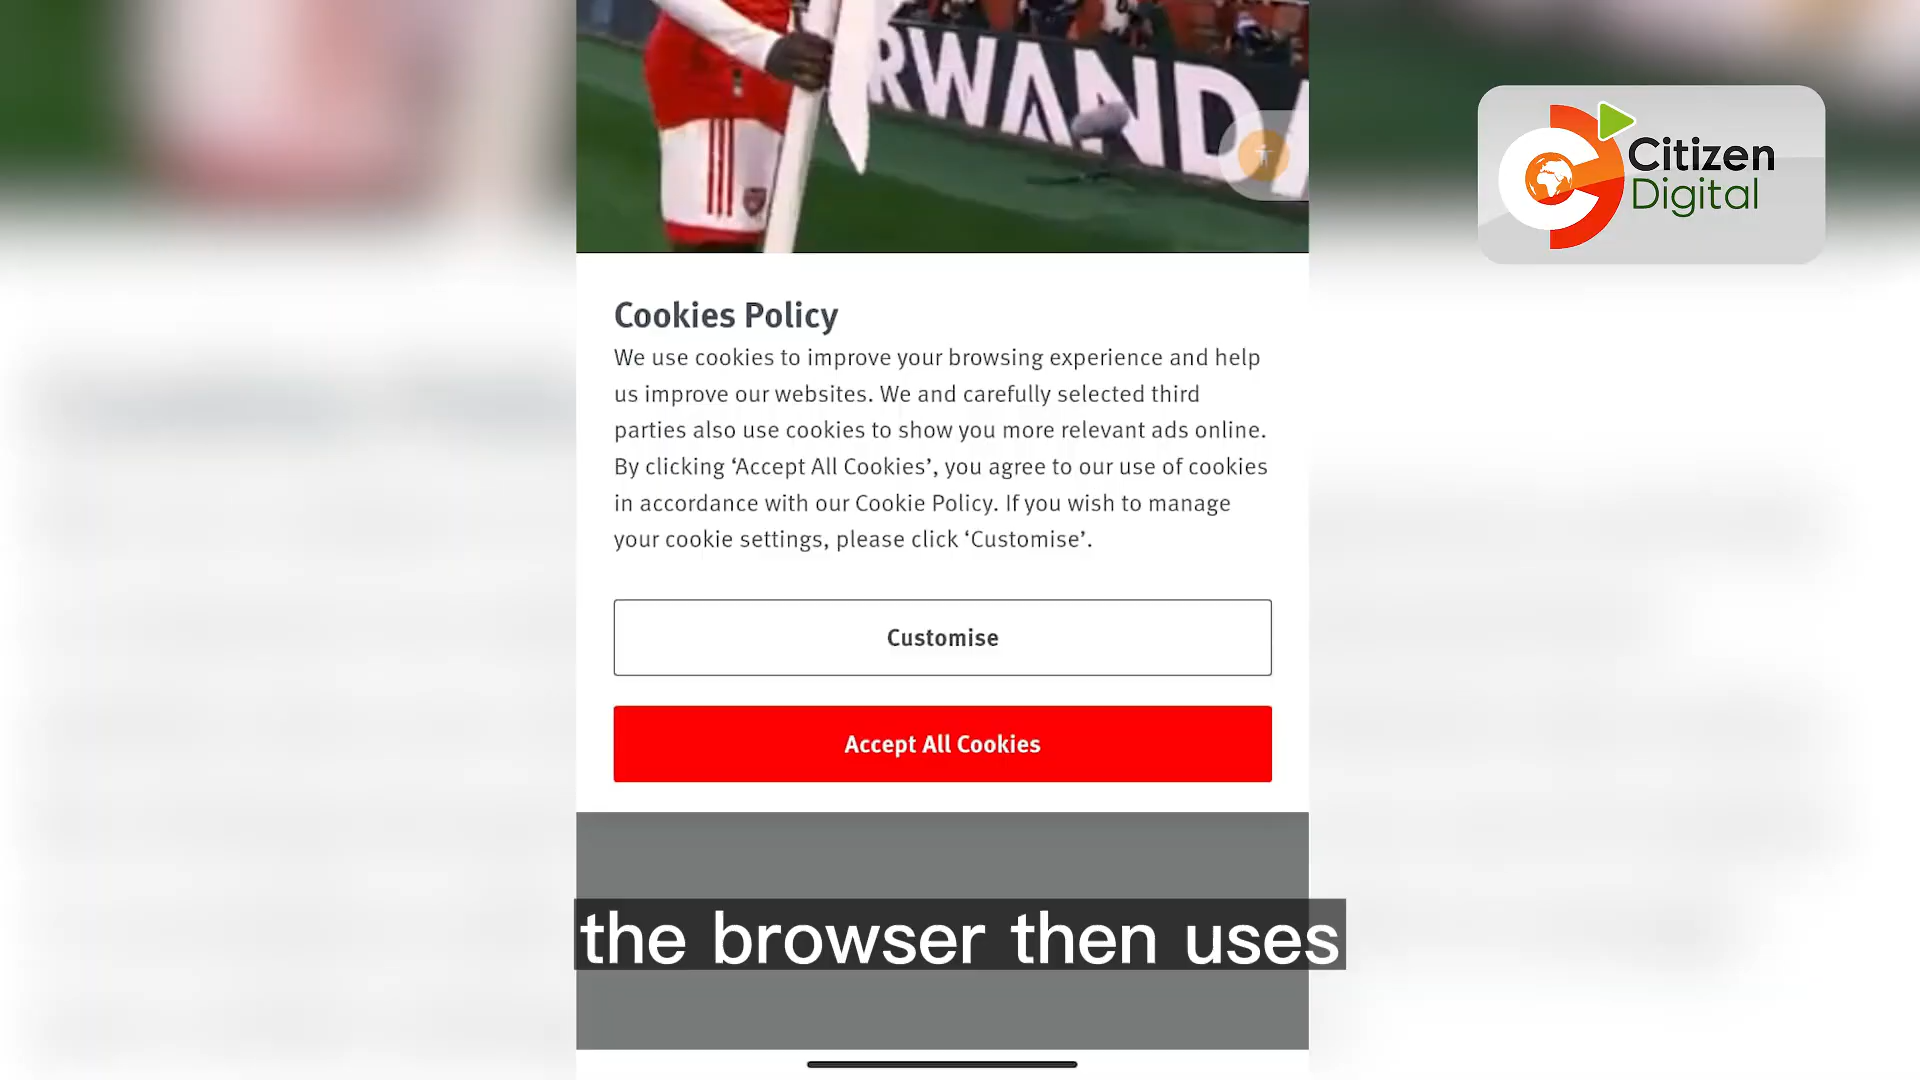 RWANDA
Citizen
Digital
Cookies Policy
We use cookies to improve your browsing experience and help
us improve our websites. We and carefully selected third
parties also use cookies to show you more relevant ads online.
By clicking ‘Accept All Cookies’, you agree to our use of cookies
in accordance with our Cookie Policy. If you wish to manage
your cookie settings, please click ‘Customise’.
Customise
Accept All Cookies
the browser then uses